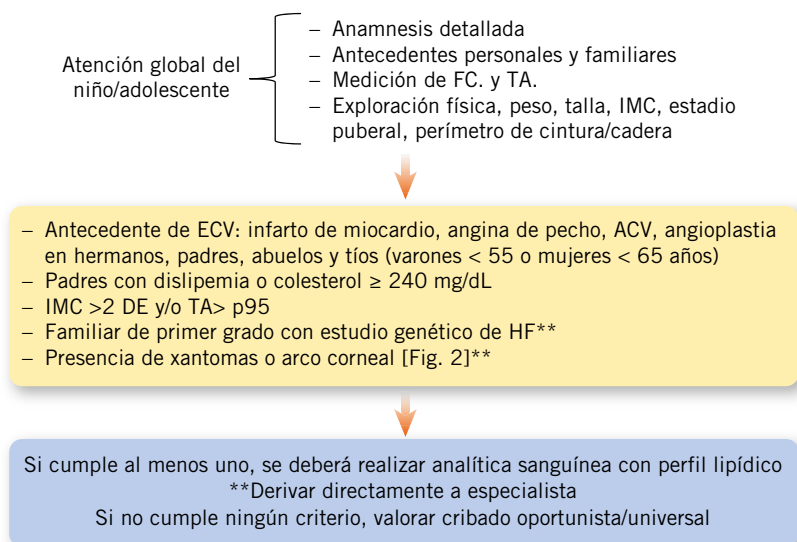 Atención global del
niño/adolescente
– Anamnesis detallada
– Antecedentes personales y familiares
– Medición de FC. y TA.
– Exploración física, peso, talla, IMC, estadio
puberal, perímetro de cintura/cadera
– Antecedente de ECV: infarto de miocardio, angina de pecho, ACV, angioplastia
en hermanos, padres, abuelos y tíos (varones < 55 o mujeres < 65 años)
– Padres con dislipemia o colesterol ≥ 240 mg/dL
– IMC >2 DE y/o TA> p95
– Familiar de primer grado con estudio genético de HF**
– Presencia de xantomas o arco corneal [Fig. 2]**
Si cumple al menos uno, se deberá realizar analítica sanguínea con perfil lipídico
**Derivar directamente a especialista
Si no cumple ningún criterio, valorar cribado oportunista/universal